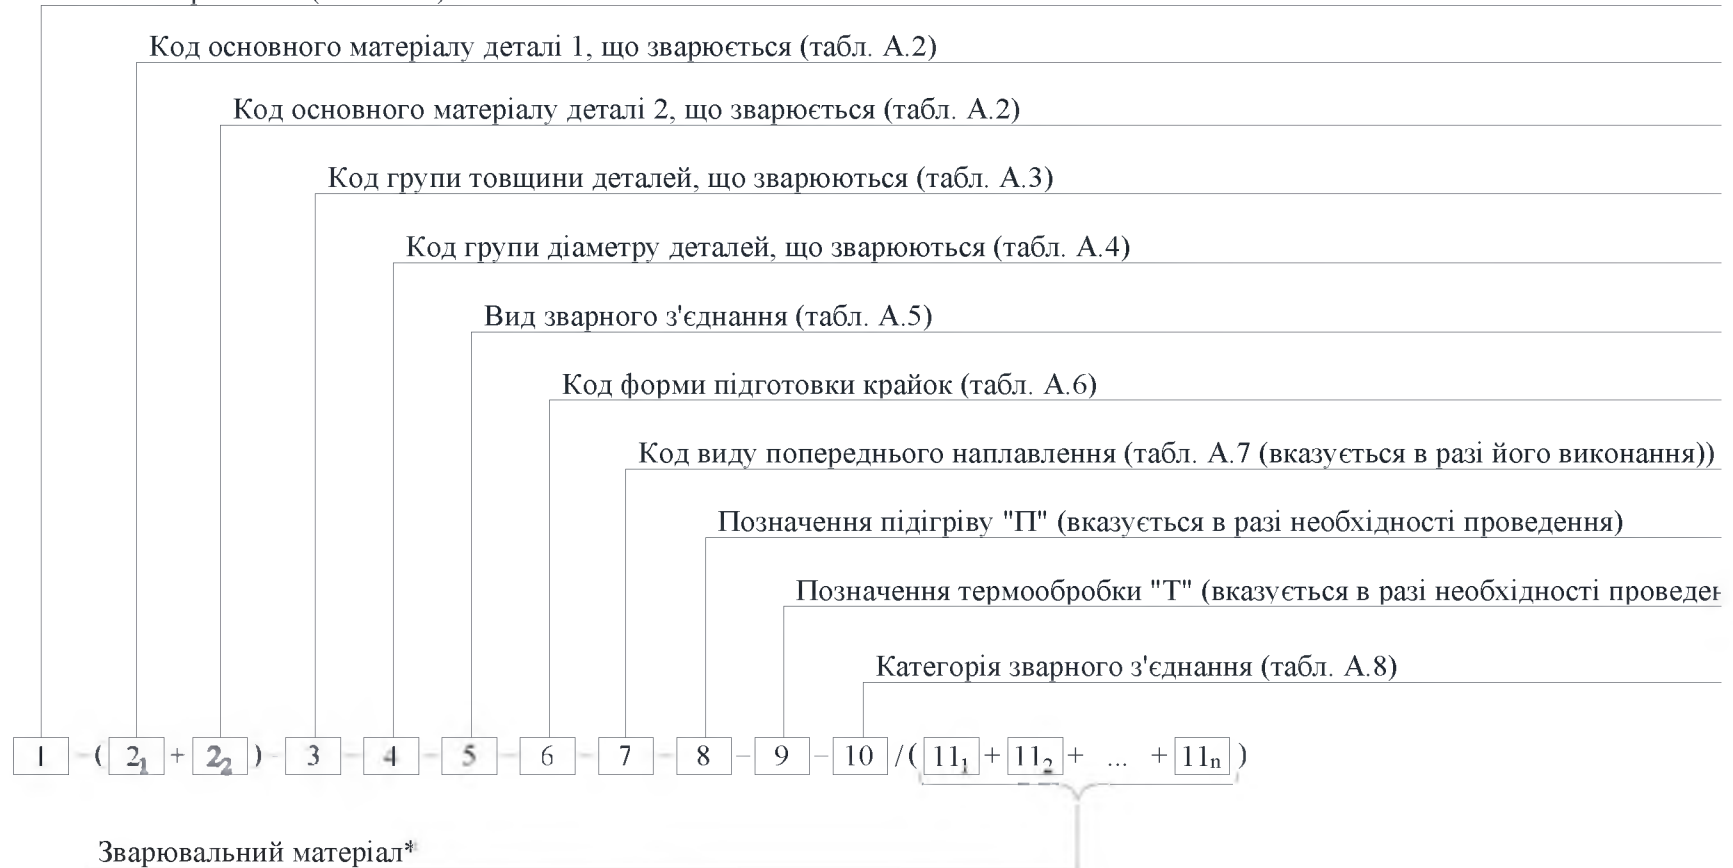 Код основного матеріалу деталі 1, що зварюється (табл. А.2)
Код основного матеріалу деталі 2, що зварюється (табл. А.2)
Код групи товщини деталей, що зварюються (табл. А.3)
Код групи діаметру деталей, що зварюються (табл. А.4)
Вид зварного з'єднання (табл. А.5)
Код форми підготовки крайок (табл. А.6)
Код виду попереднього наплавлення (табл. А.7 (вказується в разі його виконання))
Позначення підігріву "П" (вказується в разі необхідності проведення)
Позначення термообробки "Т" (вказується в разі необхідності
Категорія зварного з'єднання (табл. А.8)
1 - ( 2₁ + 2₂ ) - 3 - 4 - 5 - 6 - 7 - 8 - 9 - 10 / ( 11₁ + 11₂ + ... + 11ₙ )
Зварювальний матеріал*